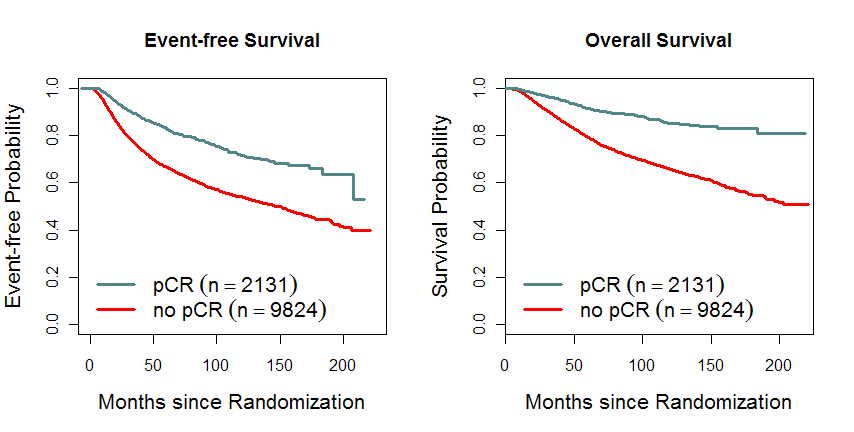 Event-free Survival
Event-free Probability
1.0
0.8
0.6
0.4
0.2
0.0
pCR (n = 2131)
no pCR (n = 9824)
0 50 100 150 200
Months since Randomization
Overall Survival
Survival Probability
1.0
0.8
0.6
0.4
0.2
0.0
pCR (n = 2131)
no pCR (n = 9824)
0 50 100 150 200
Months since Randomization